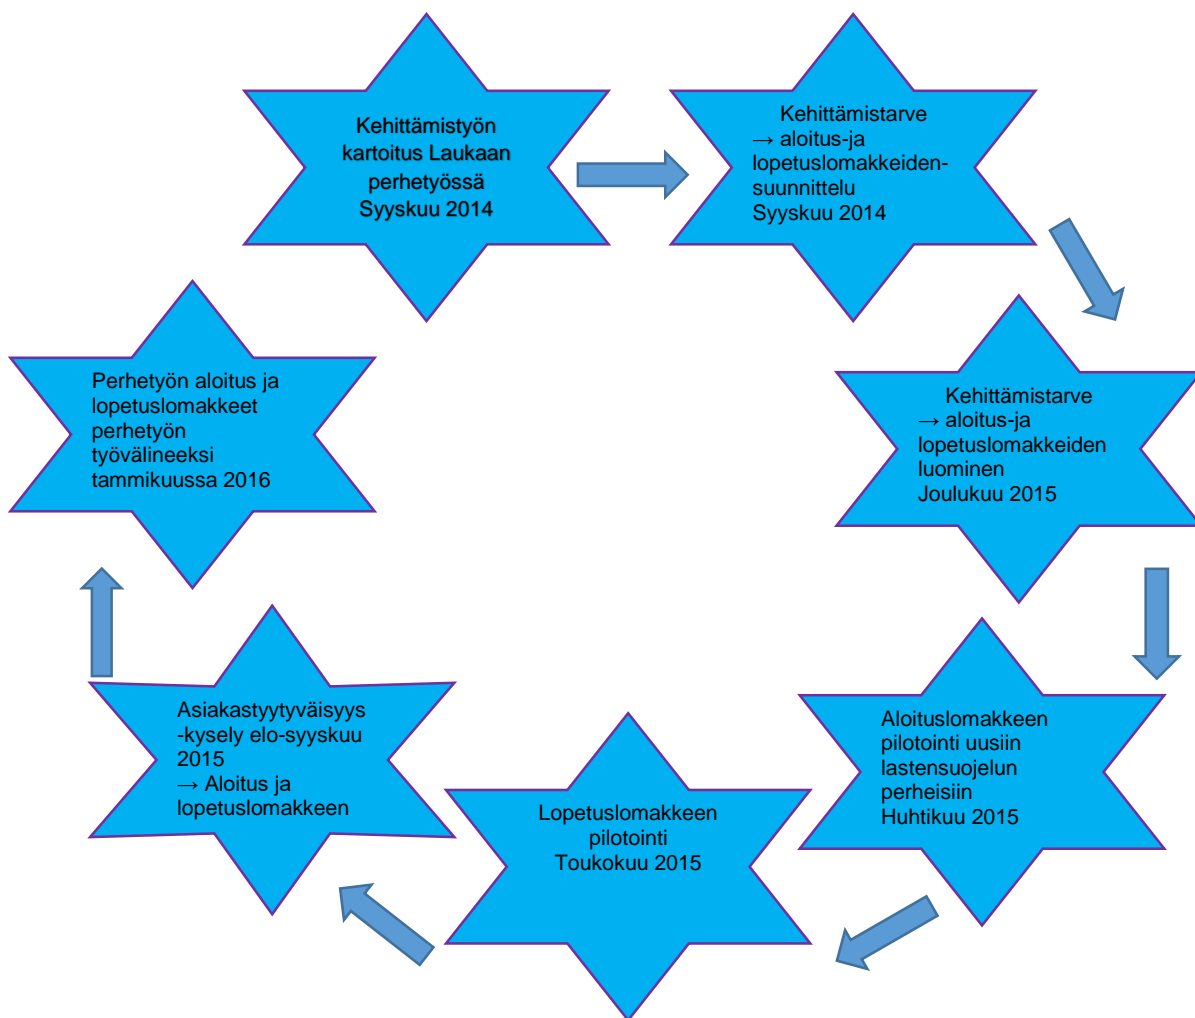 Kehittämistyön
kartoitus Laukaan
perhetyössä
Syyskuu 2014
Kehittämistarve
→ aloitus-ja
lopetuslomakkeiden-
suunnittelu
Syyskuu 2014
Kehittämistarve
→ aloitus-ja
lopetuslomakkeiden
luominen
Joulukuu 2015
Aloituslomakkeen
pilotointi uusiin
lastensuojelun
perheisiin
Huhtikuu 2015
Lopetuslomakkeen
pilotointi
Toukokuu 2015
Asiakastyytyväisyys
-kysely elo-syyskuu
2015
→ Aloitus ja
lopetuslomakkeen
Perhetyön aloitus ja
lopetuslomakkeet
perhetyön
työvälineeksi
tammikuussa 2016